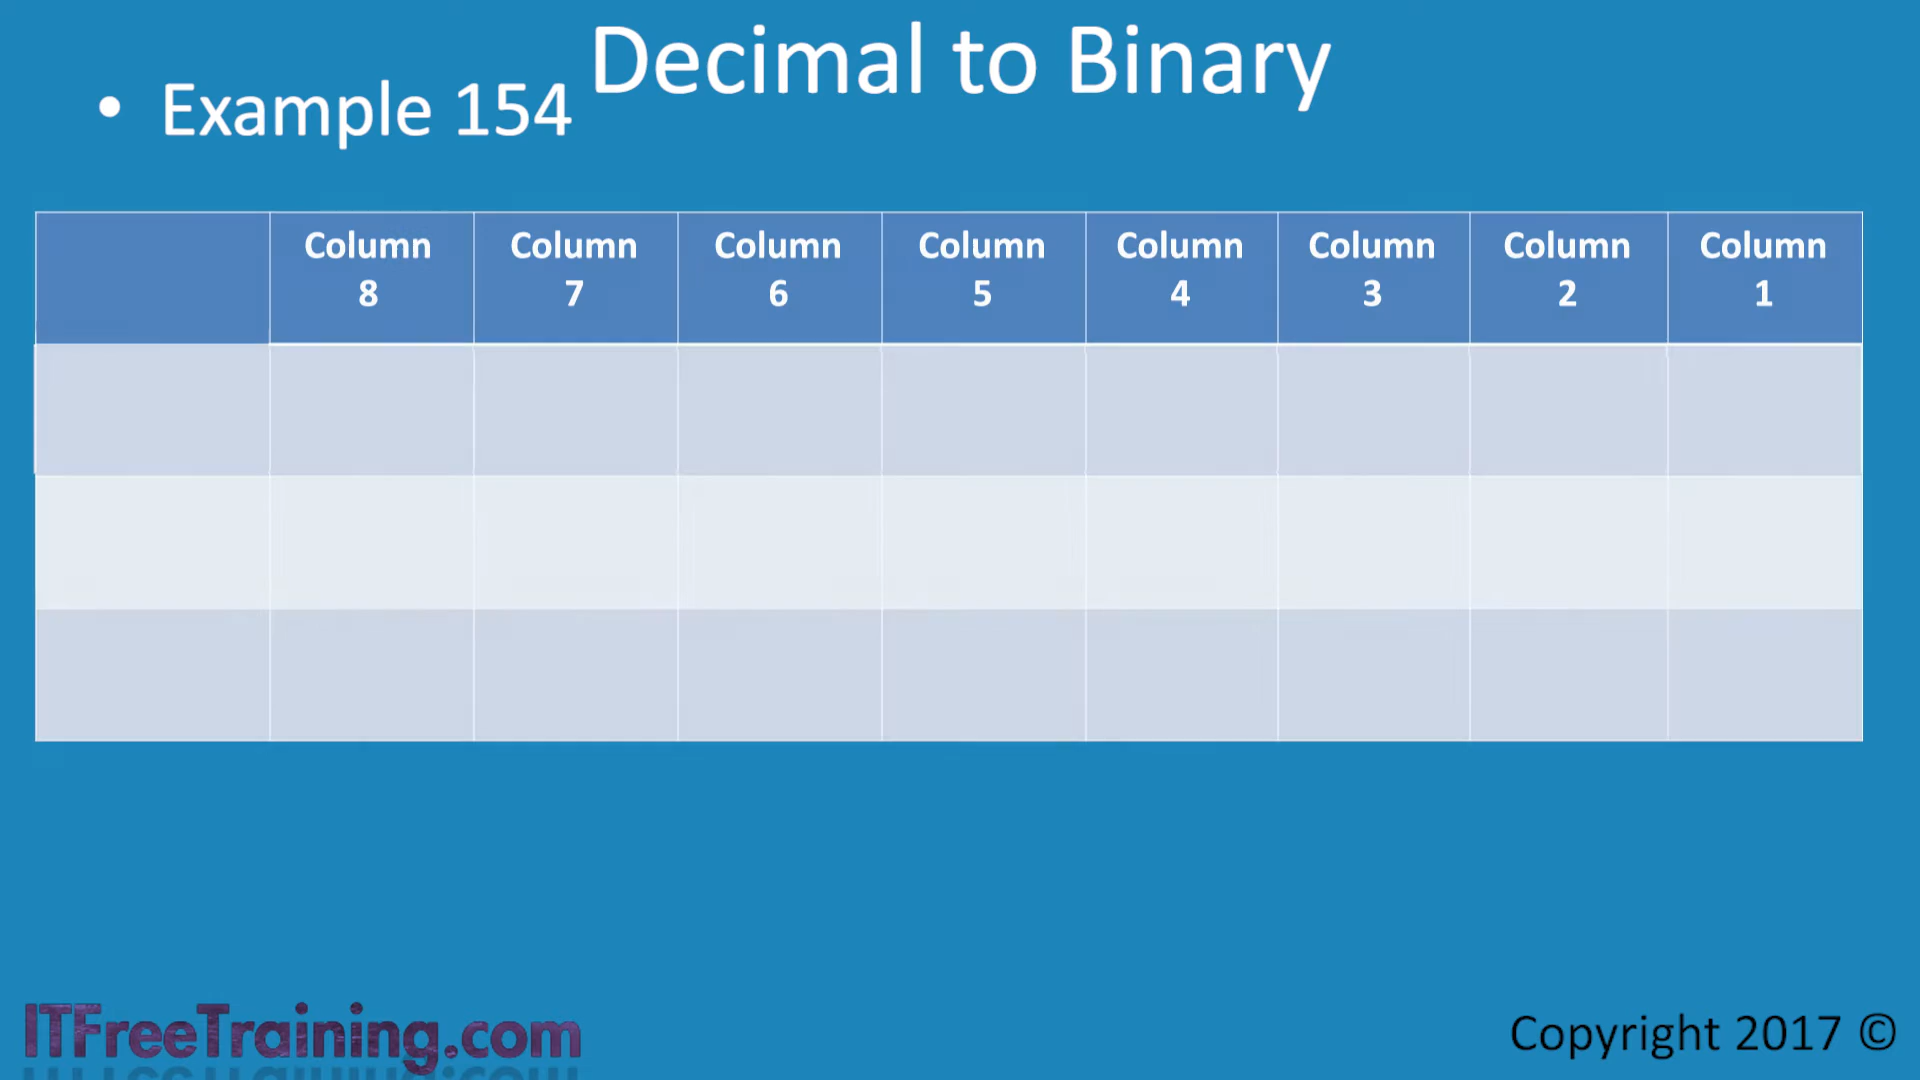 Decimal to Binary
• Example 154
Column 8 Column 7 Column 6 Column 5 Column 4 Column 3 Column 2 Column 1
ITFreeTraining.com
Copyright 2017 ©